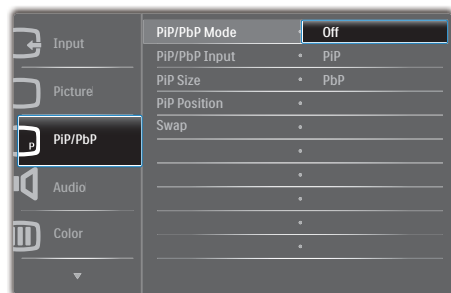 Input
Picture
PiP/PbP
P
Audio
Color
PiP/PbP Mode
PiP/PbP Input
PiP Size
PiP Position
Swap
Off
PiP
PbP